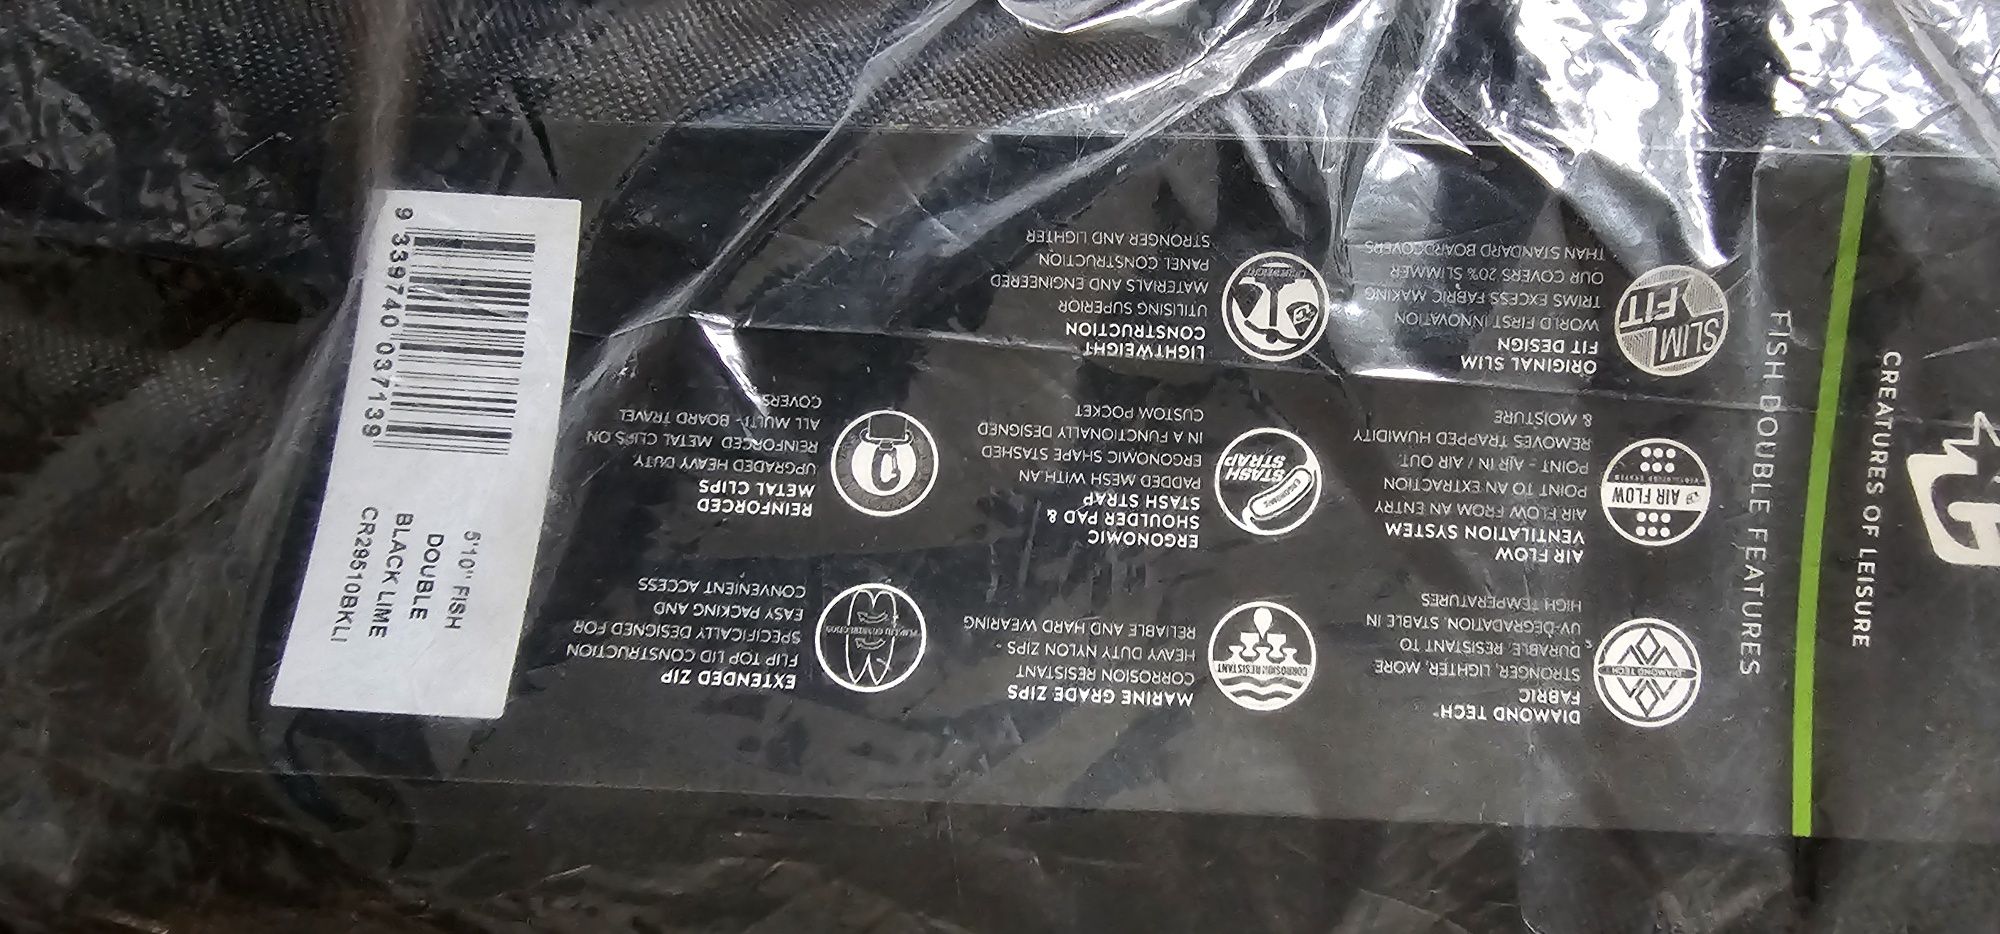 CREATURES OF LEISURE
FISH DOUBLE FEATURES
DIAMOND TECH
DIAMOND TECH™
FABRIC
STRONGER, LIGHTER, MORE
DURABLE, RESISTANT TO
UV-DEGRADATION, STABLE IN
HIGH TEMPERATURES
AIR FLOW
AIR FLOW
VENTILATION SYSTEM
AIR FLOW FROM AN ENTRY
POINT TO AN EXTRACTION
POINT - AIR IN / AIR OUT.
REMOVES TRAPPED HUMIDITY
& MOISTURE
SLIM
FIT
ORIGINAL SLIM
FIT DESIGN
WORLD FIRST INNOVATION
TRIMS EXCESS FABRIC MAKING
OUR COVERS 20% SLIMMER
THAN STANDARD BOARDCOVERS
CORROSION RESISTANT
MARINE GRADE ZIPS
CORROSION RESISTANT
HEAVY DUTY NYLON ZIPS -
RELIABLE AND HARD WEARING
ERGONOMIC
STASH
STRAP
ERGONOMIC
SHOULDER PAD &
STASH STRAP
PADDED MESH WITH AN
ERGONOMIC SHAPE STASHED
IN A FUNCTIONALLY DESIGNED
CUSTOM POCKET
LIGHTWEIGHT
LIGHTWEIGHT
CONSTRUCTION
UTILISING SUPERIOR
MATERIALS AND ENGINEERED
PANEL CONSTRUCTION
STRONGER AND LIGHTER
EXTENDED ZIP
FLIP TOP LID CONSTRUCTION
SPECIFICALLY DESIGNED FOR
EASY PACKING AND
CONVENIENT ACCESS
REINFORCED
METAL CLIPS
UPGRADED HEAVY DUTY,
REINFORCED METAL CLIPS ON
ALL MULTI- BOARD TRAVEL
COVERS
5'10" FISH
DOUBLE
BLACK LIME
CR29510BKLI
9 339740 037139